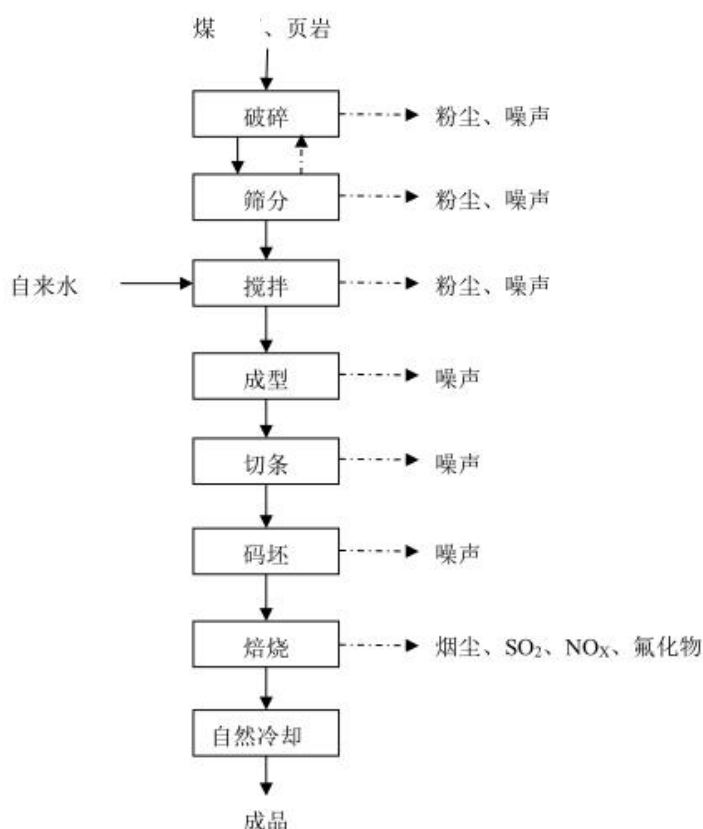 煤 、页岩
破碎 粉尘、噪声
筛分 粉尘、噪声
自来水 搅拌 粉尘、噪声
成型 噪声
切条 噪声
码坯 噪声
焙烧 烟尘、SO₂、NOX、氟化物
自然冷却
成品